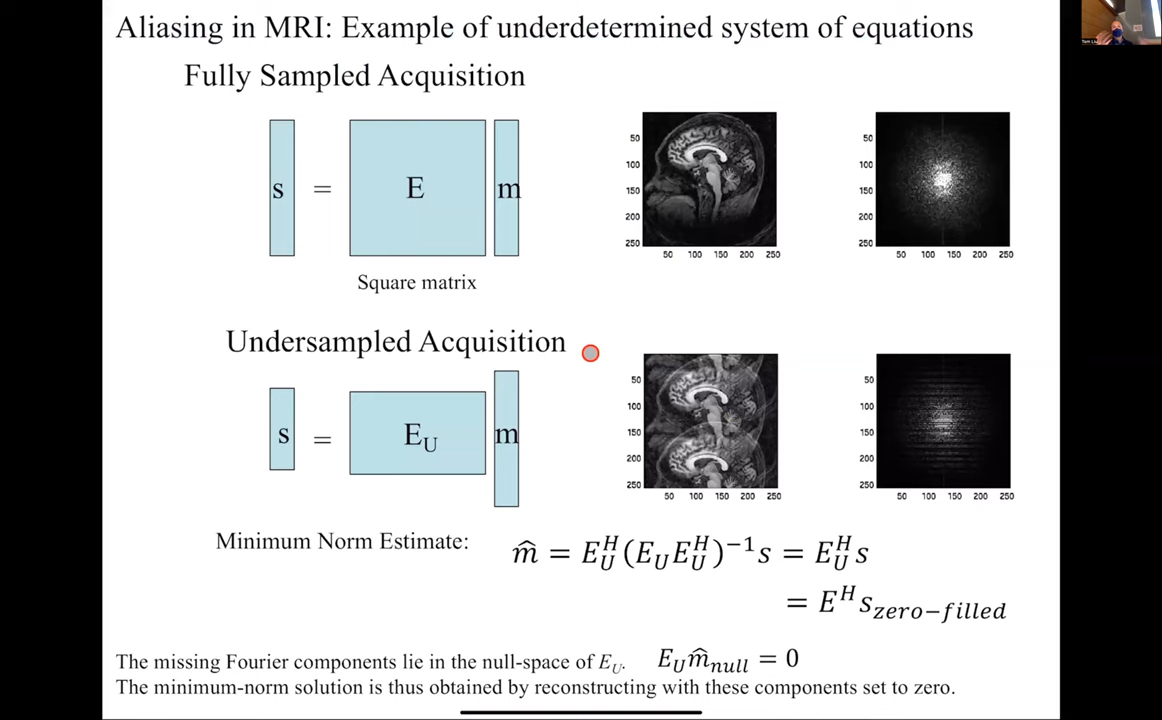 Aliasing in MRI: Example of underdetermined system of equations
Fully Sampled Acquisition
s = E m
Square matrix
50
100
150
200
250
50 100 150 200 250
50
100
150
200
250
50 100 150 200 250
Undersampled Acquisition
s = E_U m
50
100
150
200
250
50 100 150 200 250
50
100
150
200
250
50 100 150 200 250
Minimum Norm Estimate: m̂ = E_U^H (E_U E_U^H)^{-1} s = E_U^H s
= E^H s_{zero-filled}
The missing Fourier components lie in the null-space of E_U. E_U m̂_{null} = 0
The minimum-norm solution is thus obtained by reconstructing with these components set to zero.